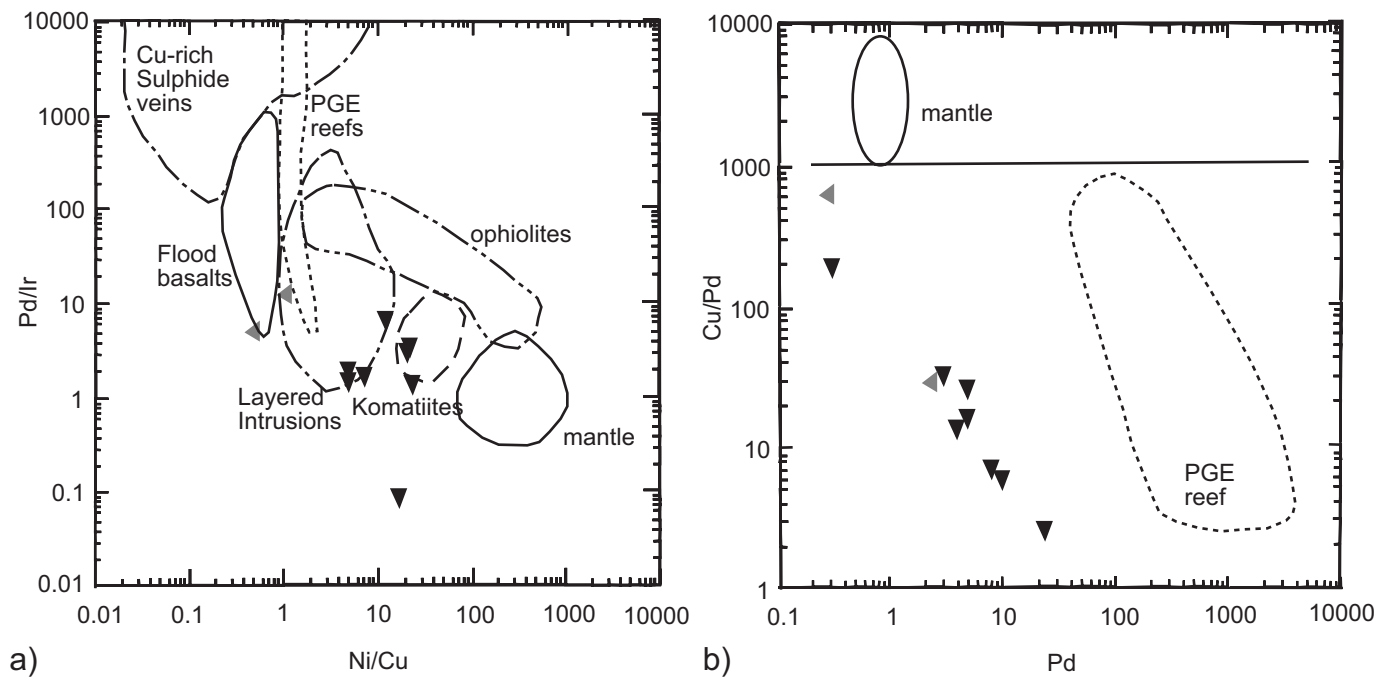 10000
1000
100
10
1
0.1
0.01
Pd/Ir
Cu-rich
Sulphide
veins
PGE
reefs
Flood
basalts
ophiolites
Layered
Intrusions
Komatiites
mantle
0.01
0.1
1
10
100
1000
10000
a)
Ni/Cu
10000
1000
100
10
1
Cu/Pd
mantle
PGE
reef
0.1
1
10
100
1000
10000
b)
Pd